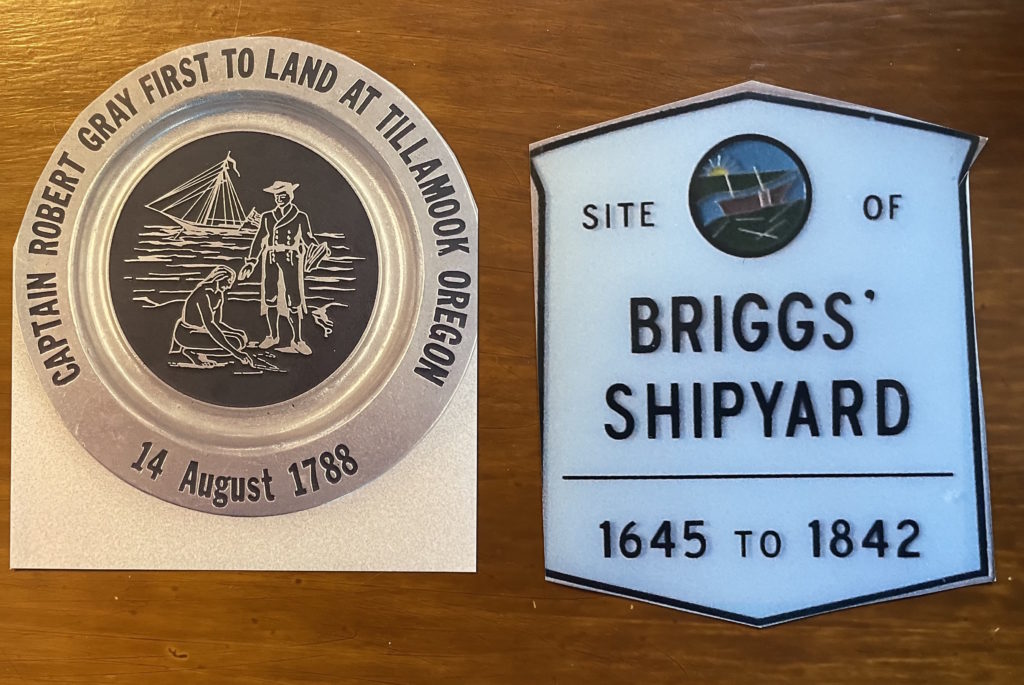 CAPTAIN ROBERT GRAY FIRST TO LAND AT TILLAMOOK OREGON
14 August 1788
SITE OF
BRIGGS'
SHIPYARD
1645 TO 1842